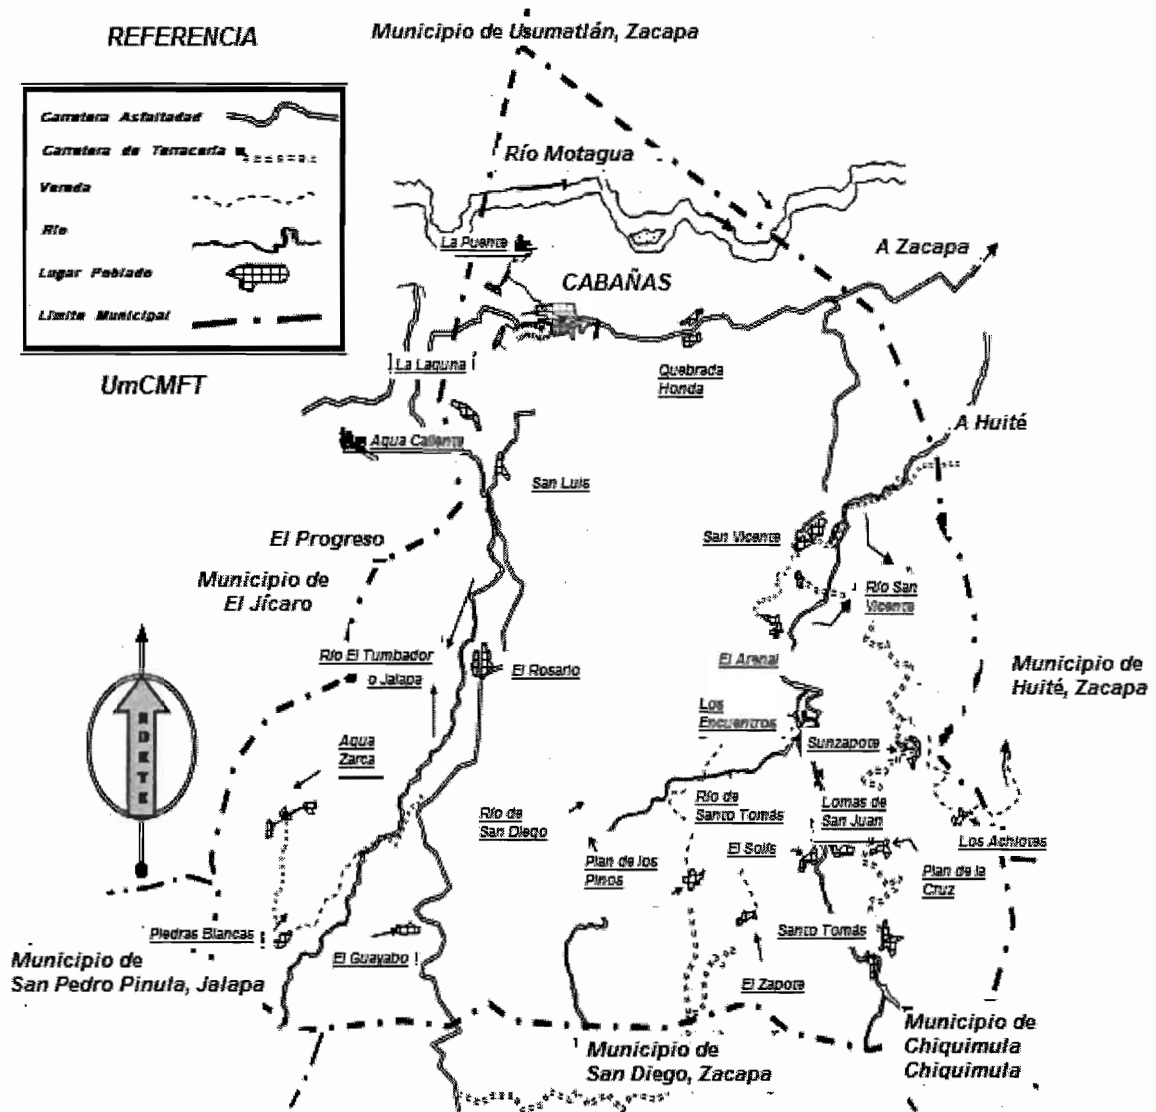 REFERENCIA
Carretera Asfaltadad
Carretera de Terracería
Vereda
Río
Lugar Poblado
Límite Municipal
UmCMFT
Municipio de Usumatlán, Zacapa
Río Motagua
La Puente
A Zacapa
CABAÑAS
La Laguna
Quebrada
Honda
A Huité
Agua Caliente
San Luis
El Progreso
San Vicente
Municipio de
El Jícaro
Río San
Vicente
Río El Tumbador
o Jalapa
El Rosario
El Arenal
Municipio de
Huité, Zacapa
NORTE
Los
Encuentros
Sunzapote
Agua
Zarca
Río de
San Diego
Río de
Santo Tomás
Lomas de
San Juan
Los Achiotes
El Solís
Plan de los
Pinos
Plan de la
Cruz
Piedras Blancas
El Guayabo
Santo Tomás
El Zapote
Municipio de
San Pedro Pinula, Jalapa
Municipio de
San Diego, Zacapa
Municipio de
Chiquimula
Chiquimula